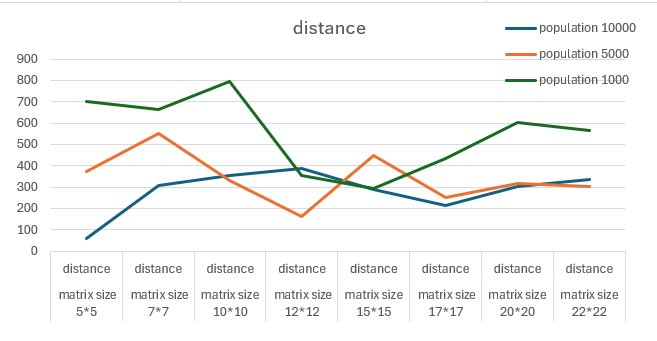 distance
population 10000
population 5000
population 1000
900
800
700
600
500
400
300
200
100
0
distance distance distance distance distance distance distance distance
matrix size matrix size matrix size matrix size matrix size matrix size matrix size matrix size
5*5 7*7 10*10 12*12 15*15 17*17 20*20 22*22